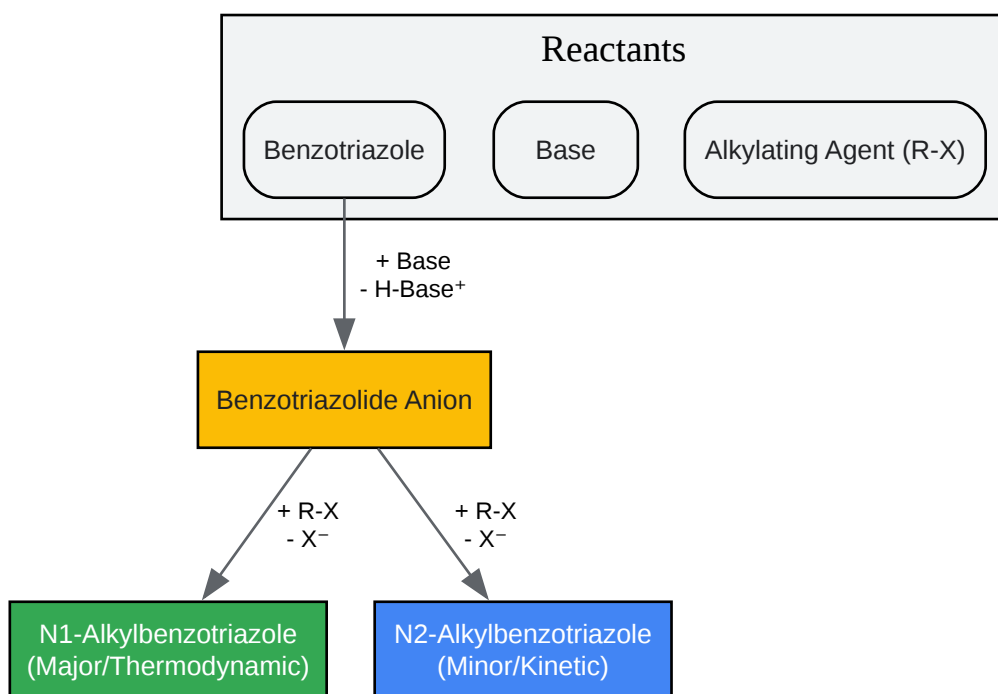 Reactants
Benzotriazole
Base
Alkylating Agent (R-X)
+ Base
- H-Base⁺
Benzotriazolide Anion
+ R-X
- X⁻
+ R-X
- X⁻
N1-Alkylbenzotriazole
(Major/Thermodynamic)
N2-Alkylbenzotriazole
(Minor/Kinetic)